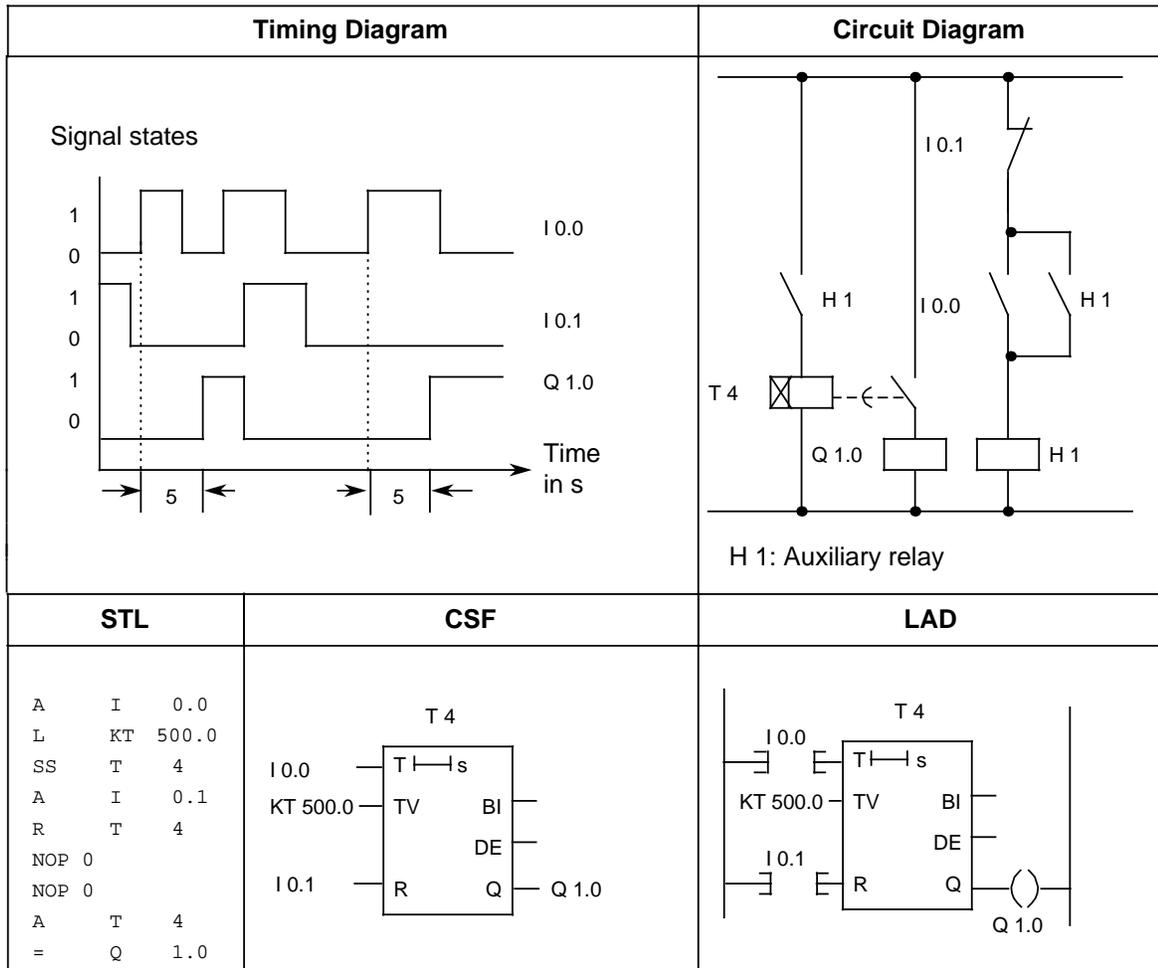 Timing Diagram
Circuit Diagram
Signal states
1
0
I 0.0
1
0
I 0.1
1
0
Q 1.0
Time
in s
5
5
I 0.1
H 1
I 0.0
H 1
T 4
Q 1.0
H 1
H 1: Auxiliary relay
STL
CSF
LAD
A I 0.0
L KT 500.0
SS T 4
A I 0.1
R T 4
NOP 0
NOP 0
A T 4
= Q 1.0
T 4
I 0.0
T s
KT 500.0
TV
BI
DE
I 0.1
R
Q
Q 1.0
T 4
I 0.0
T s
KT 500.0
TV
BI
DE
I 0.1
R
Q
Q 1.0